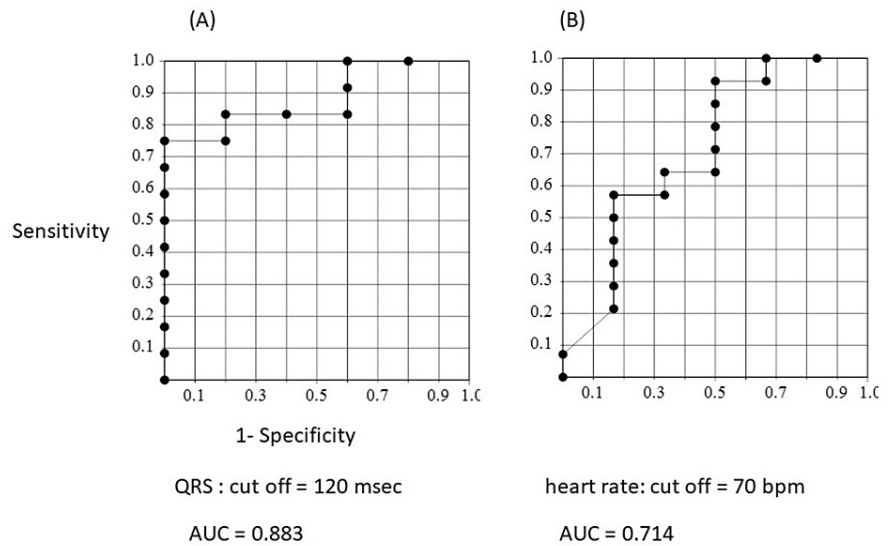 (A)
(B)
1.0
0.9
0.8
0.7
0.6
0.5
0.4
0.3
0.2
0.1
0.1 0.3 0.5 0.7 0.9 1.0
1.0
0.9
0.8
0.7
0.6
0.5
0.4
0.3
0.2
0.1
0.1 0.3 0.5 0.7 0.9 1.0
Sensitivity
1- Specificity
QRS : cut off = 120 msec
heart rate: cut off = 70 bpm
AUC = 0.883
AUC = 0.714